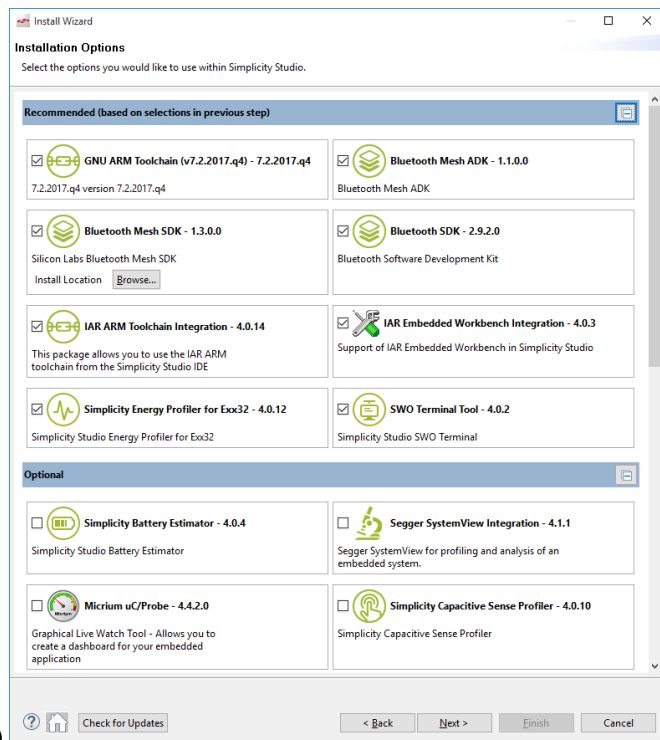 Install Wizard
Installation Options
Select the options you would like to use within Simplicity Studio.
Recommended (based on selections in previous step)
GNU ARM Toolchain (v7.2.2017.q4) - 7.2.2017.q4
7.2.2017.q4 version 7.2.2017.q4
Bluetooth Mesh ADK - 1.1.0.0
Bluetooth Mesh ADK
Bluetooth Mesh SDK - 1.3.0.0
Silicon Labs Bluetooth Mesh SDK
Install Location Browse...
Bluetooth SDK - 2.9.2.0
Bluetooth Software Development Kit
IAR ARM Toolchain Integration - 4.0.14
This package allows you to use the IAR ARM
toolchain from the Simplicity Studio IDE
IAR Embedded Workbench Integration - 4.0.3
Support of IAR Embedded Workbench in Simplicity Studio
Simplicity Energy Profiler for Exx32 - 4.0.12
Simplicity Studio Energy Profiler for Exx32
SWO Terminal Tool - 4.0.2
Simplicity Studio SWO Terminal
Optional
Simplicity Battery Estimator - 4.0.4
Simplicity Studio Battery Estimator
Segger SystemView Integration - 4.1.1
Segger SystemView for profiling and analysis of an
embedded system.
Micrium uC/Probe - 4.4.2.0
Graphical Live Watch Tool - Allows you to
create a dashboard for your embedded
application
Simplicity Capacitive Sense Profiler - 4.0.10
Simplicity Capacitive Sense Profiler
Check for Updates
< Back
Next >
Finish
Cancel